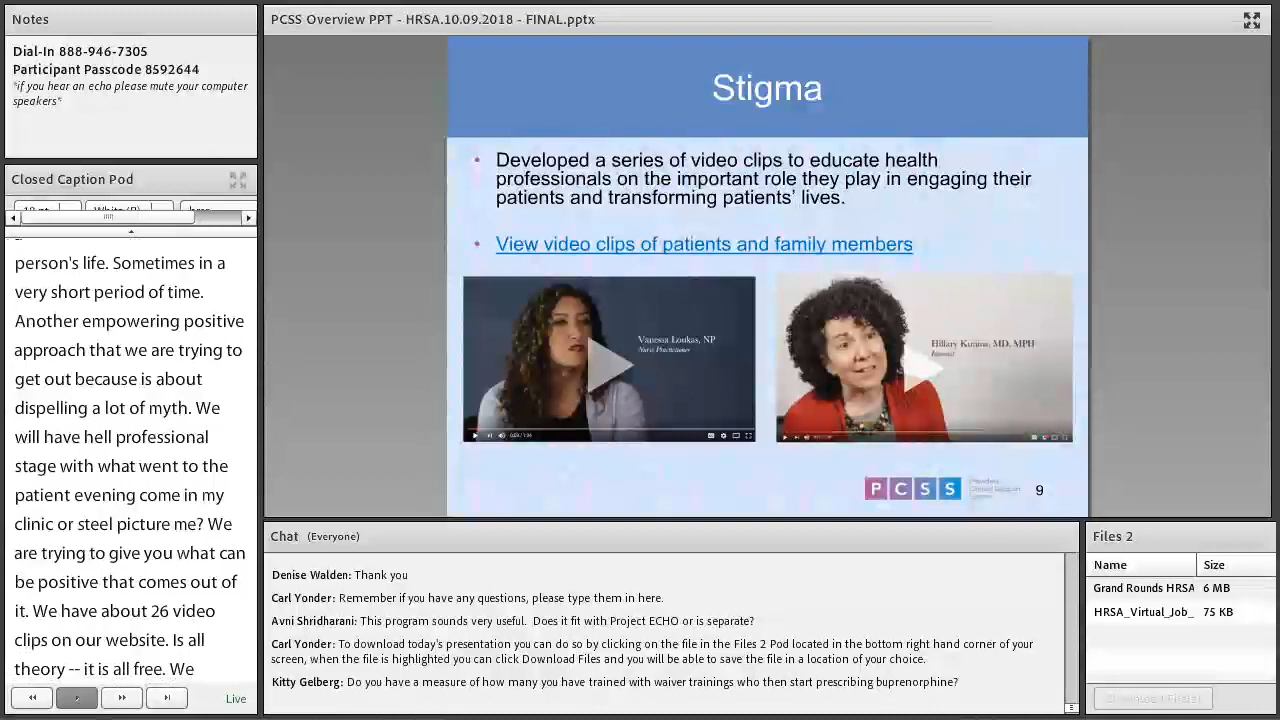 Notes
Dial-In 888-946-7305
Participant Passcode 8592644
*if you hear an echo please mute your computer
speakers*
Closed Caption Pod
person's life. Sometimes in a
very short period of time.
Another empowering positive
approach that we are trying to
get out because is about
dispelling a lot of myth. We
will have hell professional
stage with what went to the
patient evening come in my
clinic or steel picture me? We
are trying to give you what can
be positive that comes out of
it. We have about 26 video
clips on our website. Is all
theory -- it is all free. We
Live
PCSS Overview PPT - HRSA.10.09.2018 - FINAL.pptx
Stigma
• Developed a series of video clips to educate health
professionals on the important role they play in engaging their
patients and transforming patients' lives.
• View video clips of patients and family members
Vanessa Loukas, NP
Nurse Practitioner
Hillary Kunins, MD, MPH
Internist
PCSS
9
Chat (Everyone)
Denise Walden: Thank you
Carl Yonder: Remember if you have any questions, please type them in here.
Avni Shridharani: This program sounds very useful. Does it fit with Project ECHO or is separate?
Carl Yonder: To download today's presentation you can do so by clicking on the file in the Files 2 Pod located in the bottom right hand corner of your
screen, when the file is highlighted you can click Download Files and you will be able to save the file in a location of your choice.
Kitty Gelberg: Do you have a measure of how many you have trained with waiver trainings who then start prescribing buprenorphine?
Files 2
Name Size
Grand Rounds HRSA 6 MB
HRSA_Virtual_Job_ 75 KB